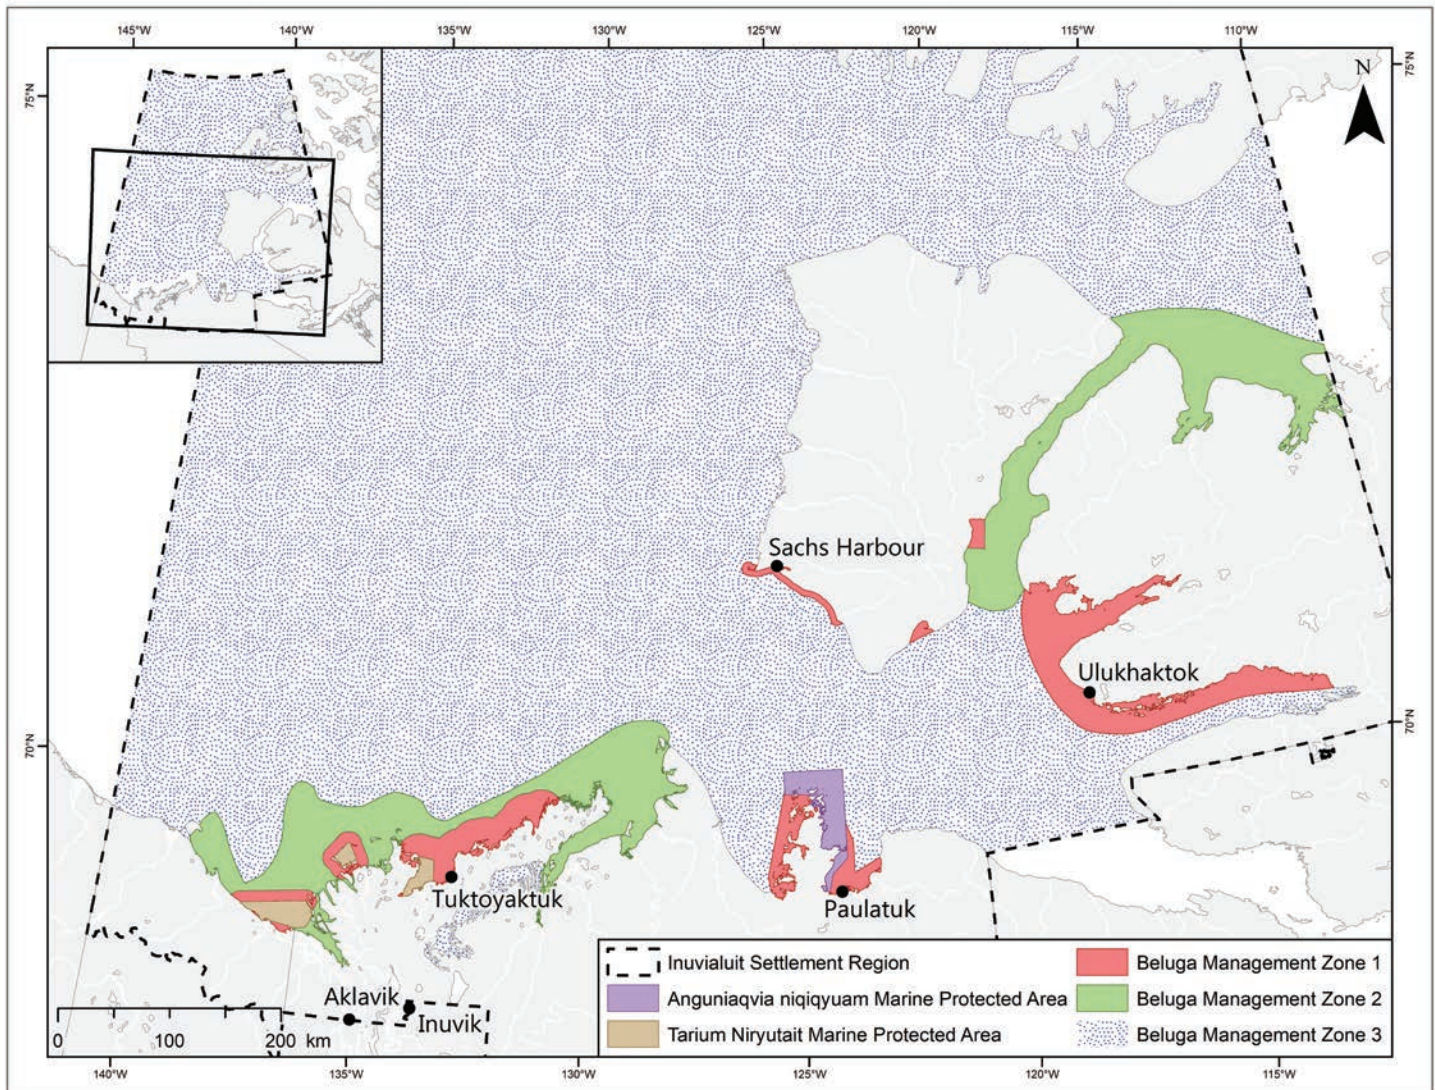 145°W 140°W 135°W 130°W 125°W 120°W 115°W 110°W
75°N
75°N
N
Sachs Harbour
Ulukhaktok
70°N
70°N
Tuktoyaktuk
Paulatuk
Aklavik
Inuvik
0 100 200 km
Inuvialuit Settlement Region
Anguniaqvia niqiqyuam Marine Protected Area
Tarium Niryutait Marine Protected Area
Beluga Management Zone 1
Beluga Management Zone 2
Beluga Management Zone 3
140°W 135°W 130°W 125°W 120°W 115°W